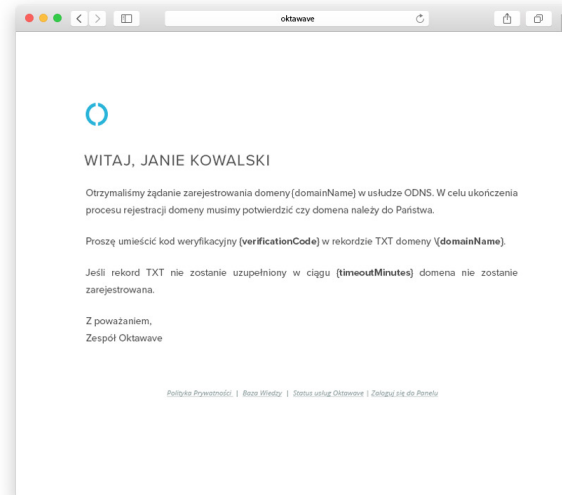 oktawave
WITAJ, JANIE KOWALSKI
Otrzymaliśmy żądanie zarejestrowania domeny {domainName} w usłudze ODNS. W celu ukończenia
procesu rejestracji domeny musimy potwierdzić czy domena należy do Państwa.
Proszę umieścić kod weryfikacyjny {verificationCode} w rekordzie TXT domeny \{domainName}.
Jeśli rekord TXT nie zostanie uzupełniony w ciągu {timeoutMinutes} domena nie zostanie
zarejestrowana.
Z poważaniem,
Zespół Oktawave
Polityka Prywatności | Baza Wiedzy | Status usług Oktawave | Zaloguj się do Panelu